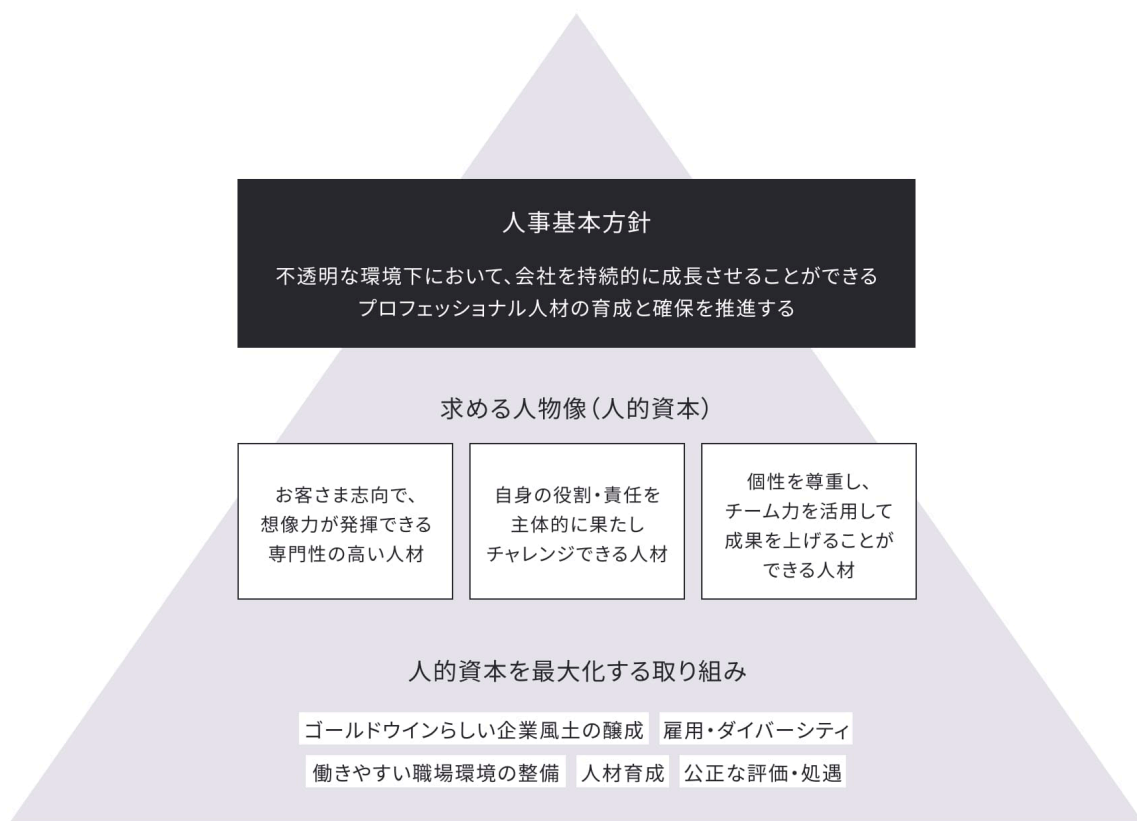 人事基本方針
不透明な環境下において、会社を持続的に成長させることができる
プロフェッショナル人材の育成と確保を推進する
求める人物像(人的資本)
お客さま志向で、
想像力が発揮できる
専門性の高い人材
自身の役割・責任を
主体的に果たし
チャレンジできる人材
個性を尊重し、
チーム力を活用して
成果を上げることが
できる人材
人的資本を最大化する取り組み
ゴールドウインらしい企業風土の醸成 雇用・ダイバーシティ
働きやすい職場環境の整備 人材育成 公正な評価・処遇